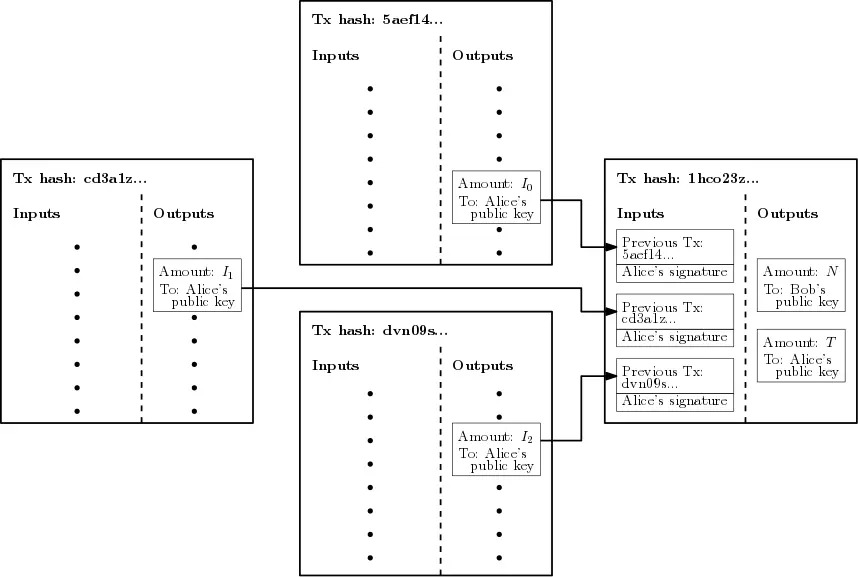 Tx hash: 5aef14...
Inputs
Outputs
Amount: I₀
To: Alice's
public key
Tx hash: cd3a1z...
Inputs
Outputs
Amount: I₁
To: Alice's
public key
Tx hash: dvn09s...
Inputs
Outputs
Amount: I₂
To: Alice's
public key
Tx hash: 1hco23z...
Inputs
Outputs
Previous Tx:
5aef14...
Alice's signature
Previous Tx:
cd3a1z...
Alice's signature
Previous Tx:
dvn09s...
Alice's signature
Amount: N
To: Bob's
public key
Amount: T
To: Alice's
public key